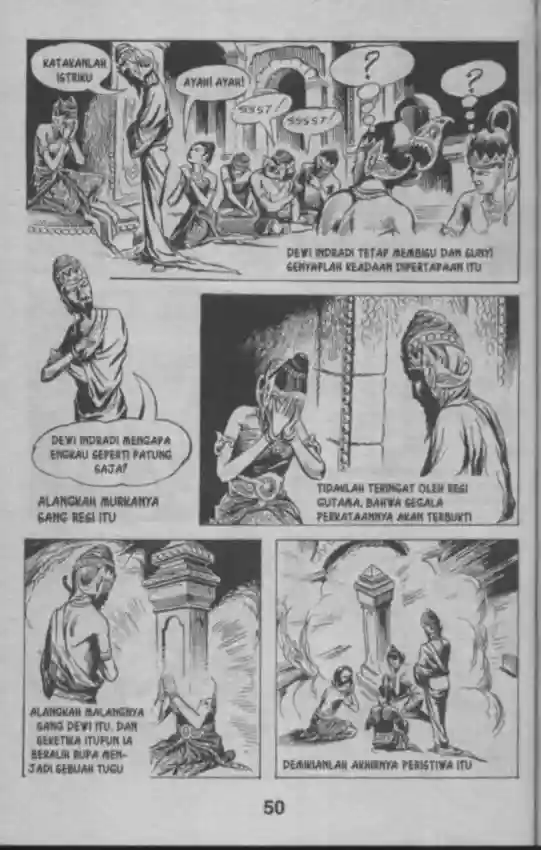 KATAKANLAH
ISTRIKU
AYAH! AYAH!
SSSST!
SSSST!
?
?
DEWI INDRADI TETAP MEMBISU DAN SUNYI
SENYAPLAH KEADAAN DIPERTAPAAN ITU
DEWI INDRADI MENGAPA
ENGKAU SEPERTI PATUNG
SAJA?
ALANGKAH MURKANYA
SANG RESI ITU
TIDAKLAH TERINGAT OLEH RESI
GUTAMA, BAHWA SEGALA
PERKATAANNYA AKAN TERBUKTI
ALANGKAH MALANGNYA
SANG DEWI ITU, DAN
SEKETIKA ITUPUN IA
BERALIH RUPA MEN-
JADI SEBUAH TUGU
DEMIKIANLAH AKHIRNYA PERISTIWA ITU
50